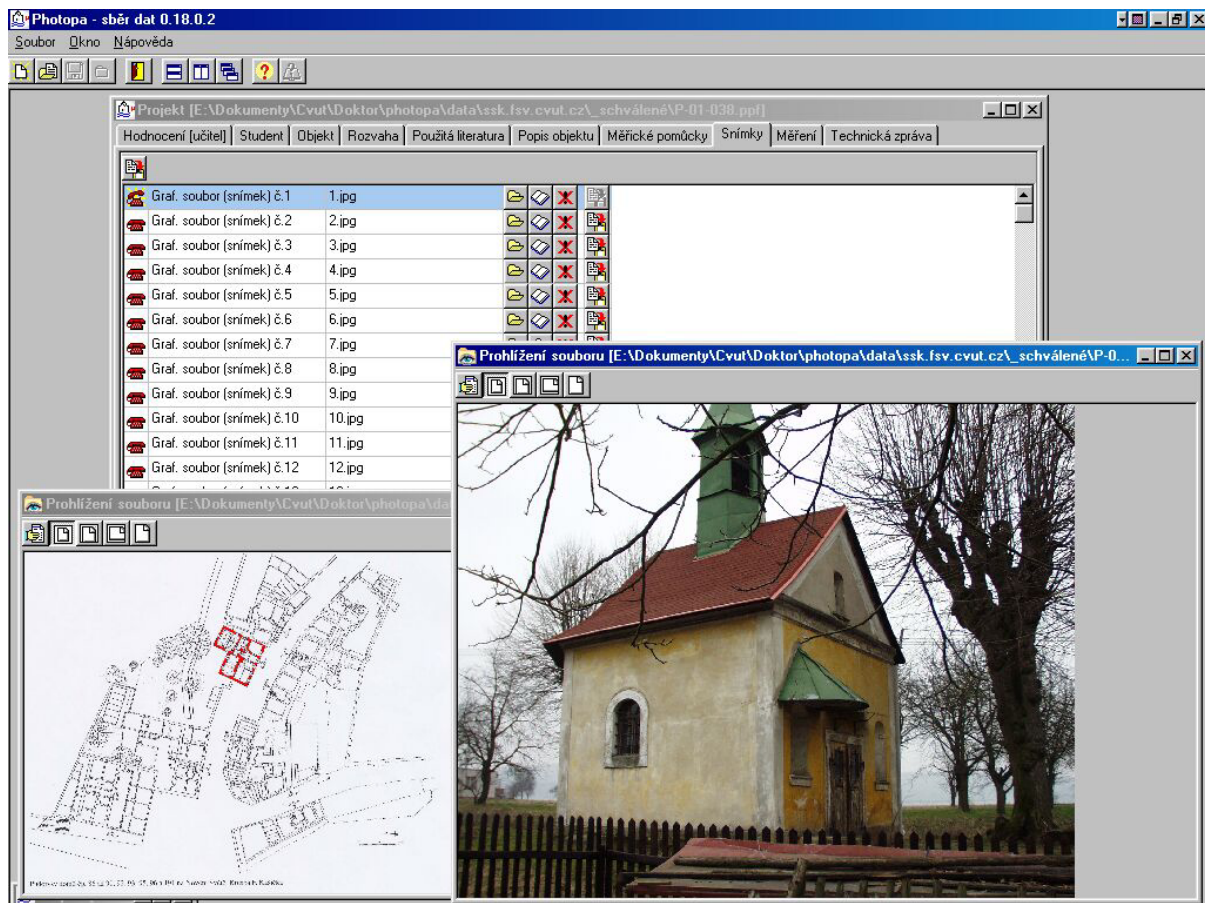 Photopa - sběr dat 0.18.0.2
Soubor Okno Nápověda
Projekt [E:\Dokumenty\Cvut\Doktor\photopa\data\ssk.fsv.cvut.cz\_schválené\P-01-038.ppf]
Hodnocení [učitel] Student Objekt Rozvaha Použitá literatura Popis objektu Měřické pomůcky Snímky Měření Technická zpráva
Graf. soubor (snímek) č.1 1.jpg
Graf. soubor (snímek) č.2 2.jpg
Graf. soubor (snímek) č.3 3.jpg
Graf. soubor (snímek) č.4 4.jpg
Graf. soubor (snímek) č.5 5.jpg
Graf. soubor (snímek) č.6 6.jpg
Graf. soubor (snímek) č.7 7.jpg
Graf. soubor (snímek) č.8 8.jpg
Graf. soubor (snímek) č.9 9.jpg
Graf. soubor (snímek) č.10 10.jpg
Graf. soubor (snímek) č.11 11.jpg
Graf. soubor (snímek) č.12 12.jpg
Prohlížení souboru [E:\Dokumenty\Cvut\Doktor\photopa\data\ssk.fsv.cvut.cz\_schválené\P-0...
Prohlížení souboru [E:\Dokumenty\Cvut\Doktor\photopa\da